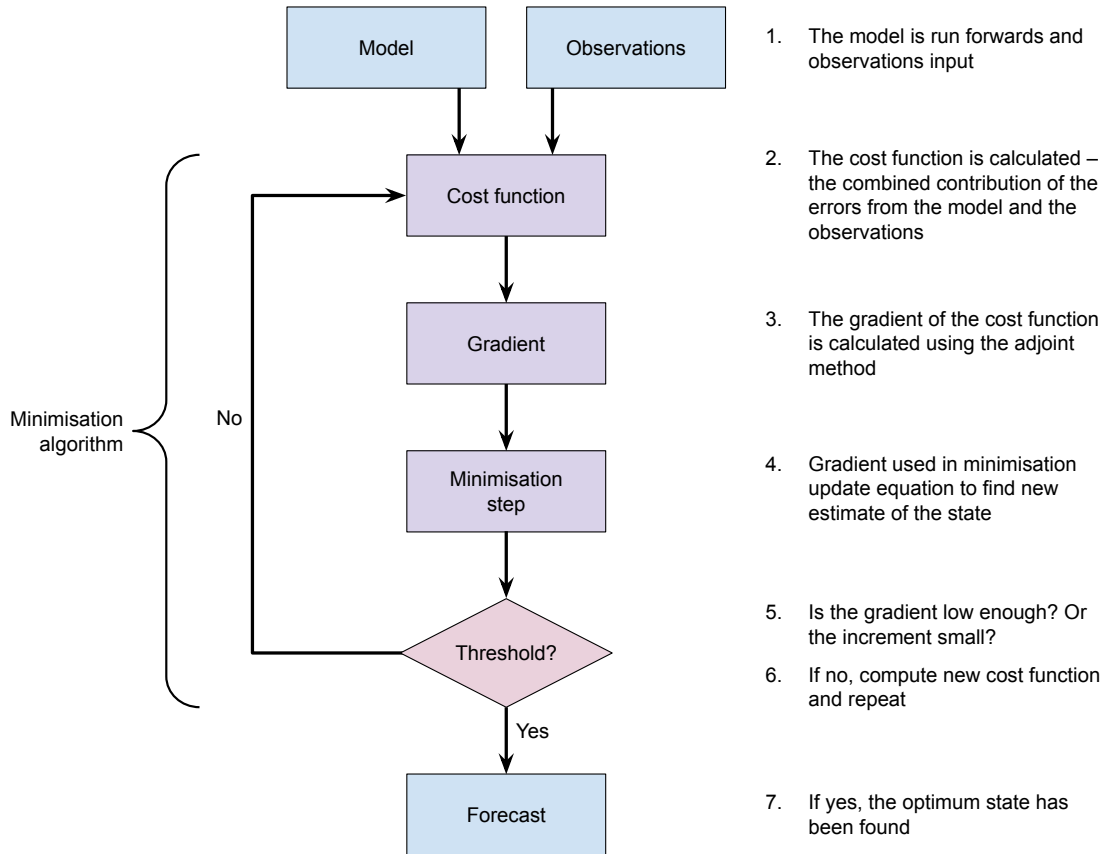 Model
Observations
1. The model is run forwards and
observations input
Cost function
2. The cost function is calculated –
the combined contribution of the
errors from the model and the
observations
Gradient
3. The gradient of the cost function
is calculated using the adjoint
method
Minimisation
algorithm
No
Minimisation
step
4. Gradient used in minimisation
update equation to find new
estimate of the state
Threshold?
5. Is the gradient low enough? Or
the increment small?
6. If no, compute new cost function
and repeat
Yes
Forecast
7. If yes, the optimum state has
been found